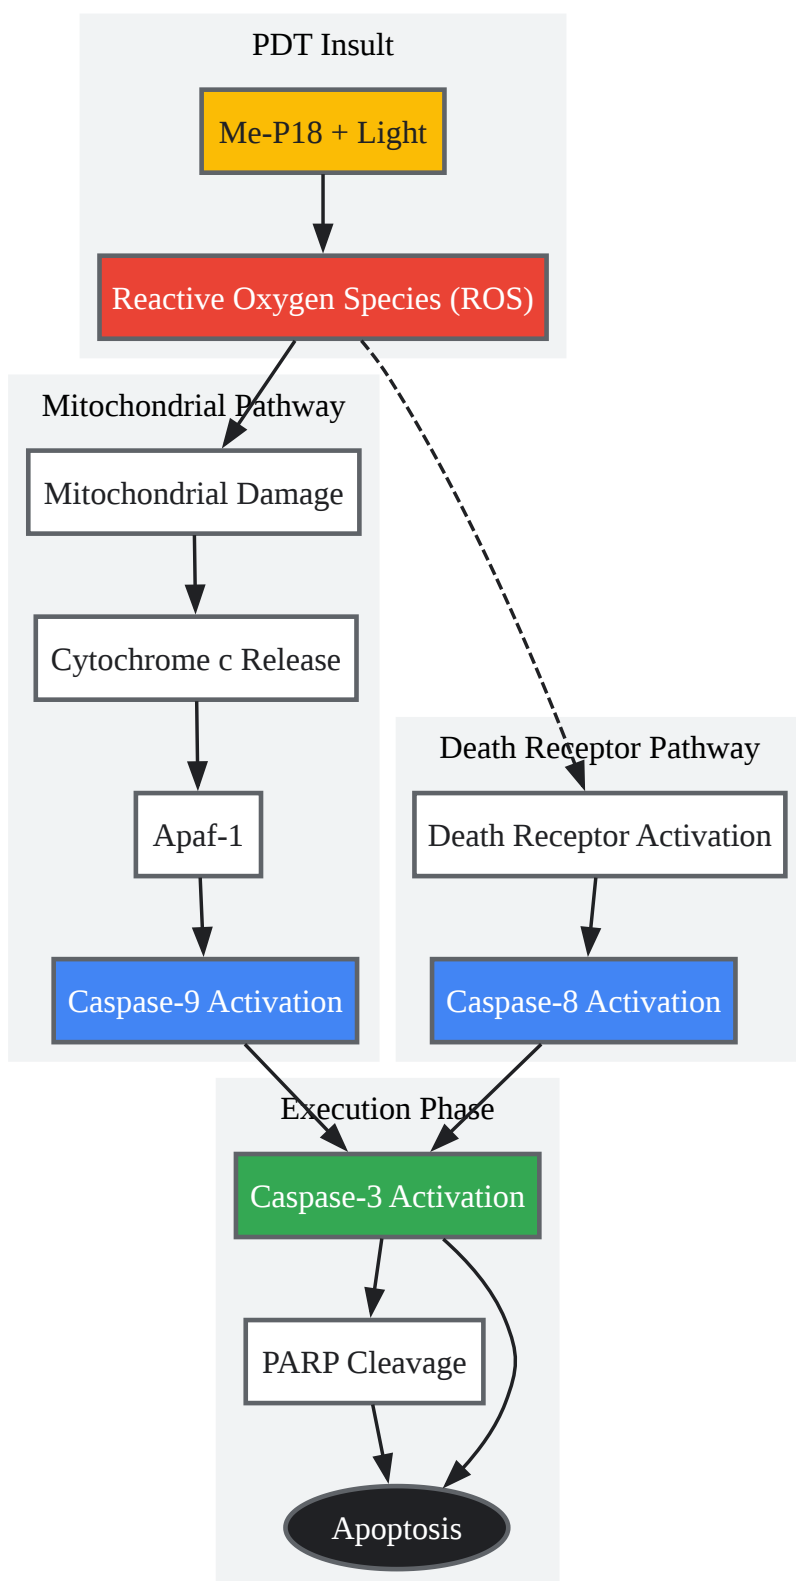 PDT Insult
Me-P18 + Light
Reactive Oxygen Species (ROS)
Mitochondrial Pathway
Mitochondrial Damage
Cytochrome c Release
Death Receptor Pathway
Apaf-1
Death Receptor Activation
Caspase-9 Activation
Caspase-8 Activation
Execution Phase
Caspase-3 Activation
PARP Cleavage
Apoptosis